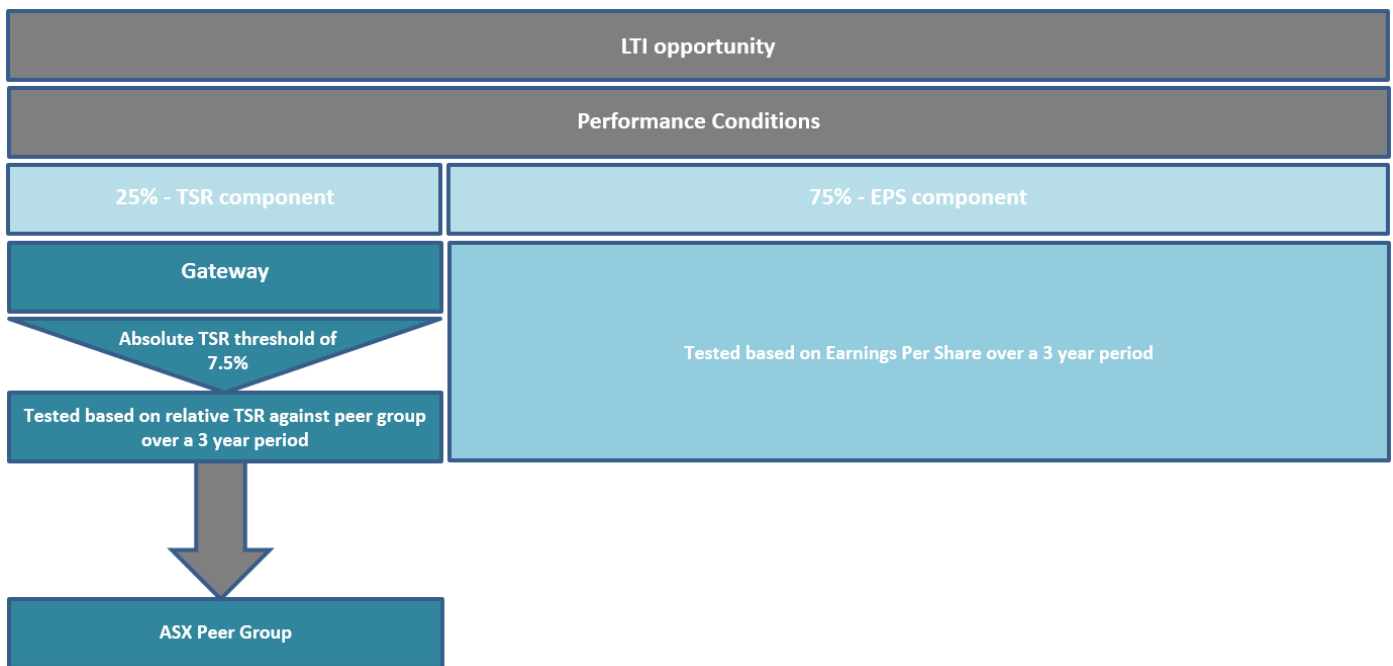 LTI opportunity
Performance Conditions
25% - TSR component
75% - EPS component
Gateway
Absolute TSR threshold of
7.5%
Tested based on Earnings Per Share over a 3 year period
Tested based on relative TSR against peer group
over a 3 year period
ASX Peer Group